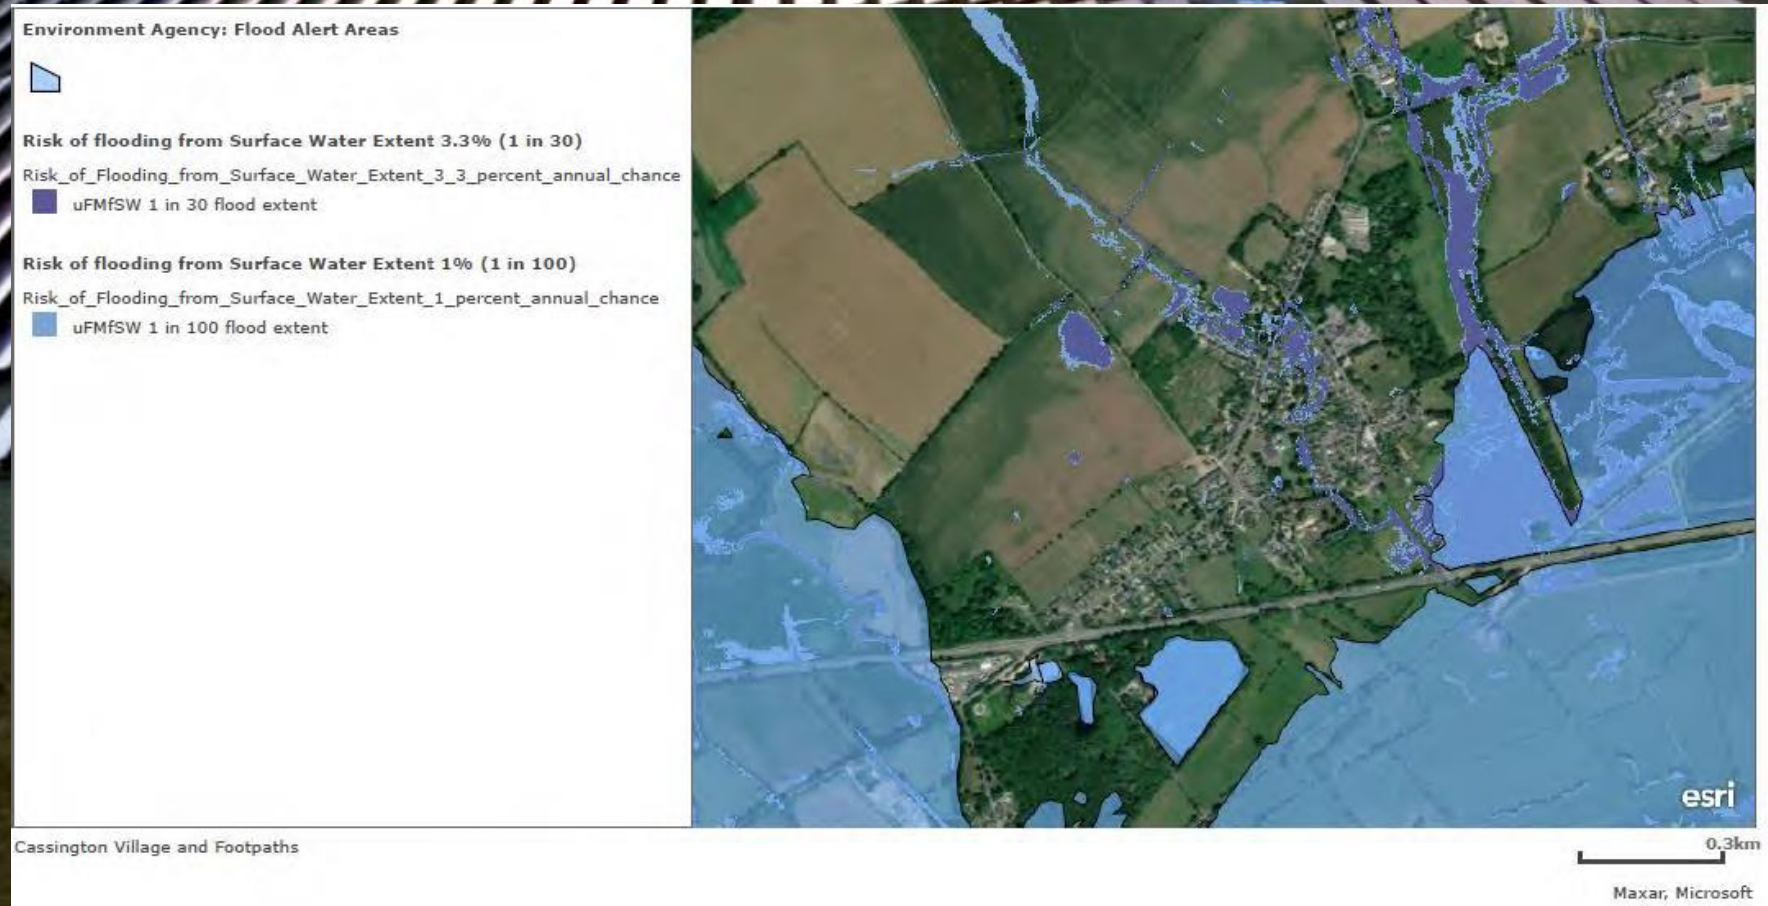 Environment Agency: Flood Alert Areas
Risk of flooding from Surface Water Extent 3.3% (1 in 30)
Risk_of_Flooding_from_Surface_Water_Extent_3_3_percent_annual_chance
uFMfSW 1 in 30 flood extent
Risk of flooding from Surface Water Extent 1% (1 in 100)
Risk_of_Flooding_from_Surface_Water_Extent_1_percent_annual_chance
uFMfSW 1 in 100 flood extent
esri
Cassington Village and Footpaths
0.3km
Maxar, Microsoft